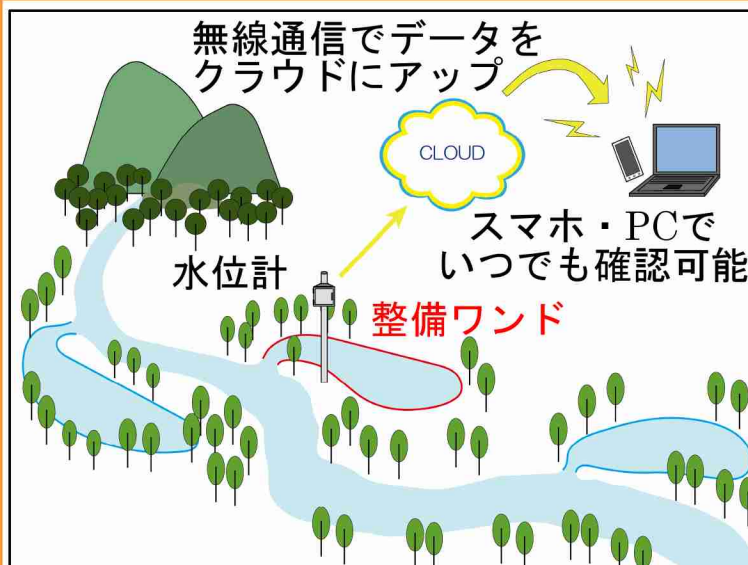 無線通信でデータを
クラウドにアップ
CLOUD
スマホ・PCで
いつでも確認可能
水位計
整備ワンド